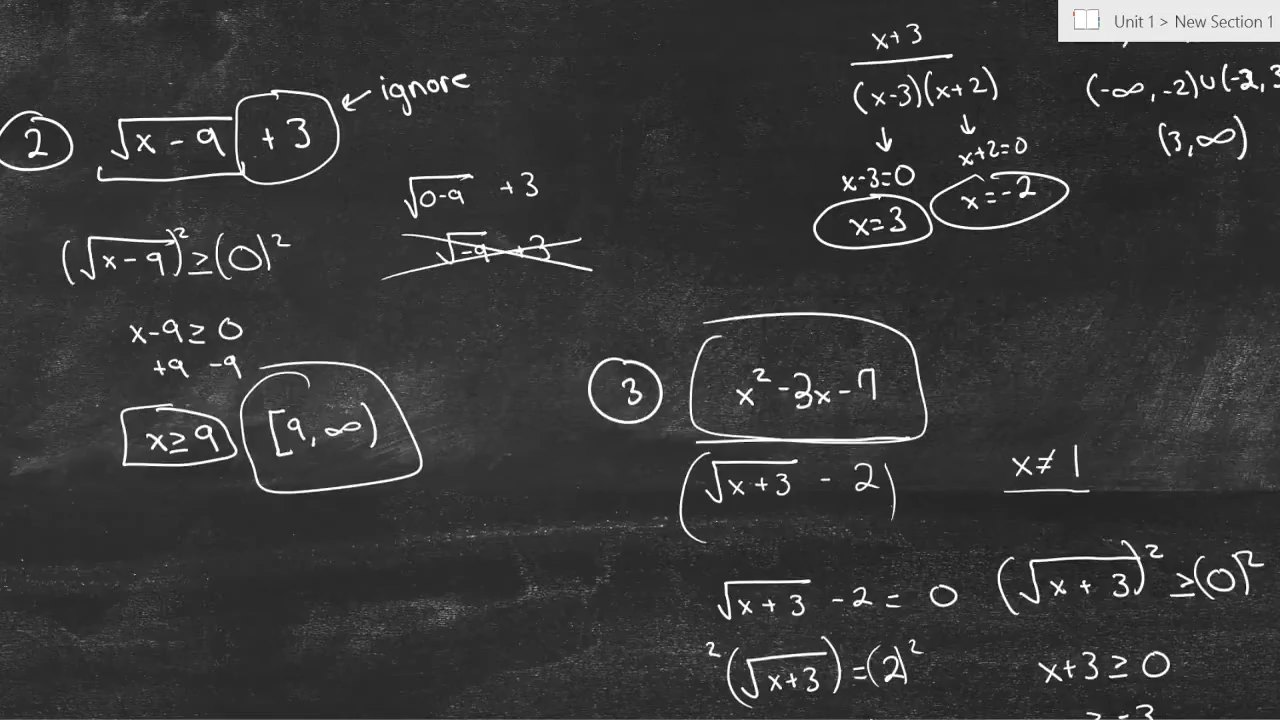 Unit 1 > New Section 1
2 √x - 9 + 3 ← ignore
√0-9 + 3
√-9 + 3
(√x - 9)² ≥ (0)²
x-9 ≥ 0
+9 -9
x ≥ 9 [9, ∞)
x+3
(x-3)(x+2)
↓ ↓
x-3=0 x+2=0
x=3 x=-2
(-∞, -2)∪(-2, 3
(3, ∞)
3 x² -3x -7
(√x+3 - 2)
x ≠ 1
√x+3 -2 = 0
²(√x+3) = (2)²
(√x + 3)² ≥ (0)²
x+3 ≥ 0